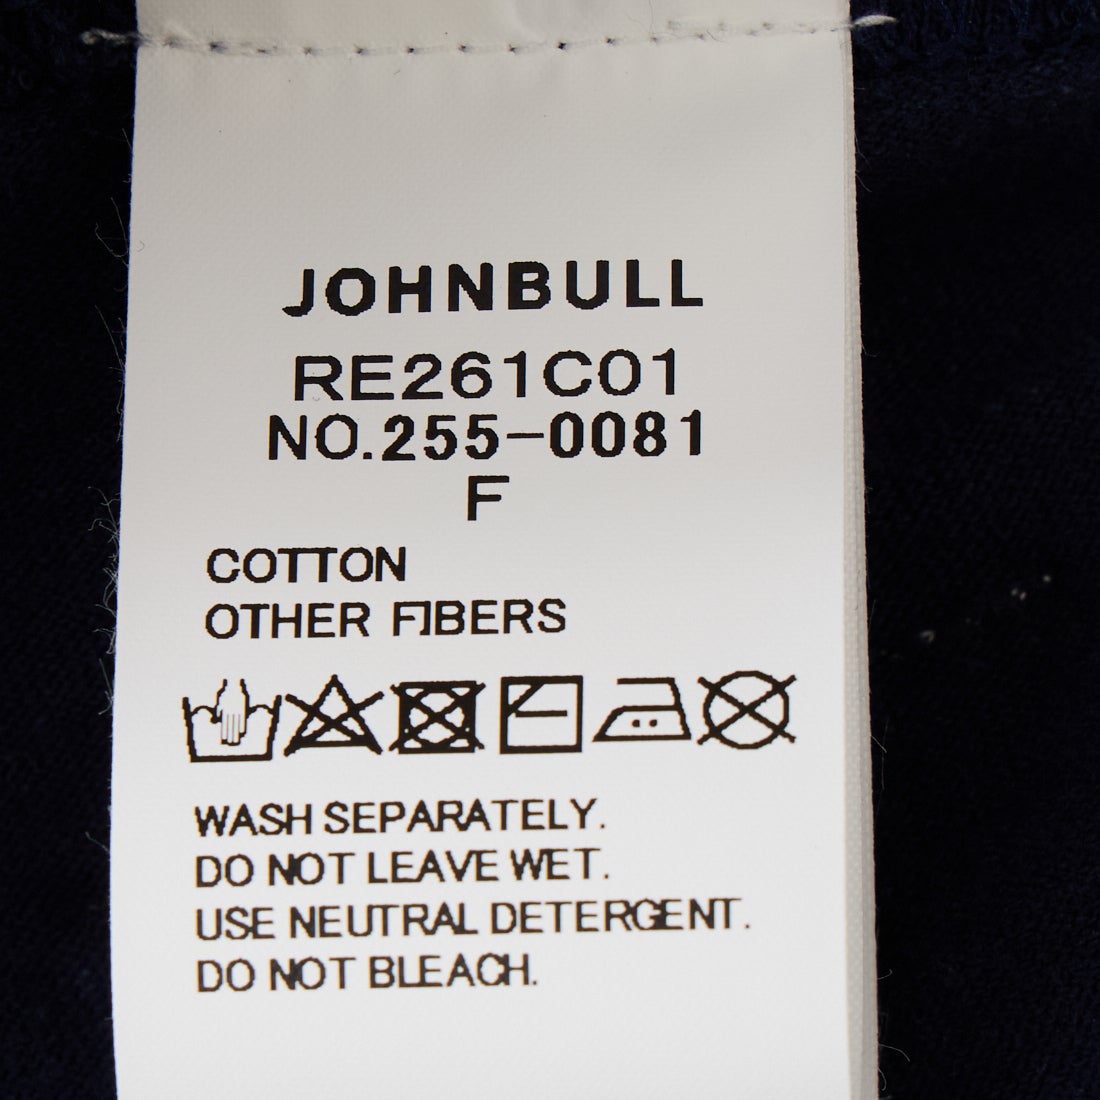 JOHNBULL
RE261C01
NO.255-0081
F
COTTON
OTHER FIBERS
WASH SEPARATELY.
DO NOT LEAVE WET.
USE NEUTRAL DETERGENT.
DO NOT BLEACH.